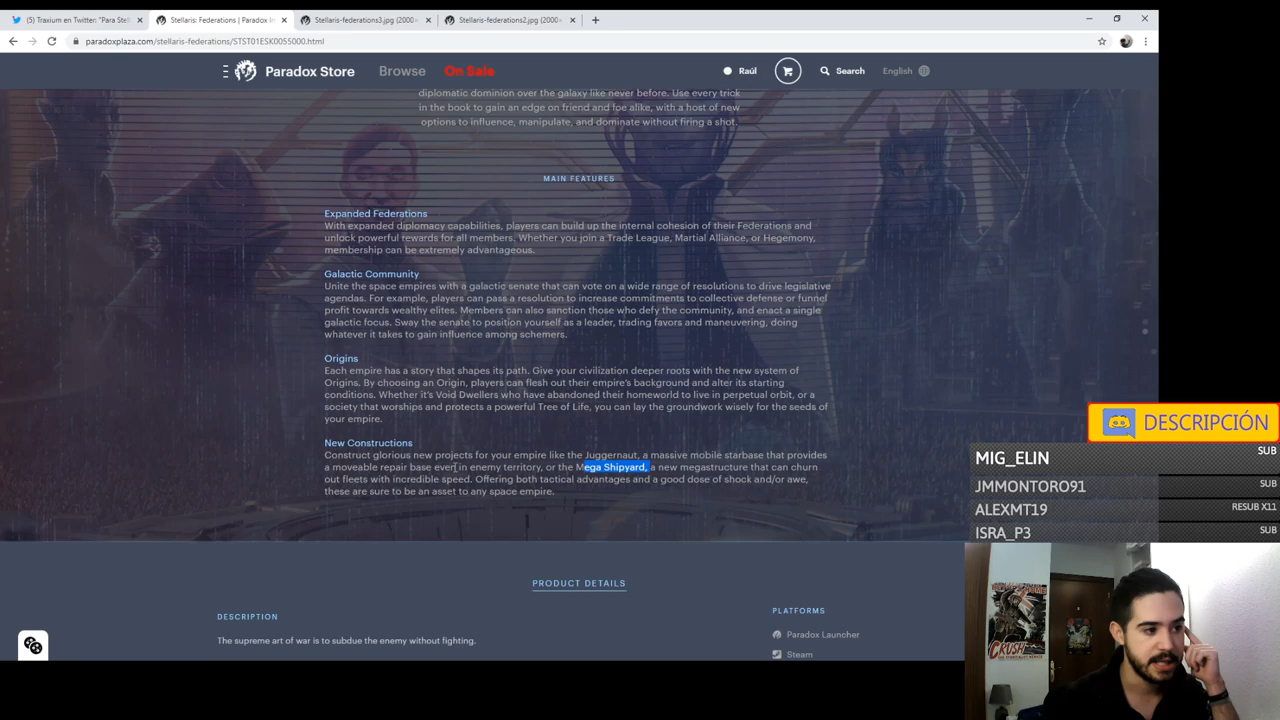 (5) Traxium en Twitter: "Para Stel
Stellaris: Federations | Paradox In
Stellaris-federations3.jpg (2000×
Stellaris-federations2.jpg (2000×
paradoxplaza.com/stellaris-federations/STST01ESK0055000.html
Paradox Store
Browse
On Sale
Raúl
Search
English
diplomatic dominion over the galaxy like never before. Use every trick
in the book to gain an edge on friend and foe alike, with a host of new
options to influence, manipulate, and dominate without firing a shot.
MAIN FEATURES
Expanded Federations
With expanded diplomacy capabilities, players can build up the internal cohesion of their Federations and
unlock powerful rewards for all members. Whether you join a Trade League, Martial Alliance, or Hegemony,
membership can be extremely advantageous.
Galactic Community
Unite the space empires with a galactic senate that can vote on a wide range of resolutions to drive legislative
agendas. For example, players can pass a resolution to increase commitments to collective defense or funnel
profit towards wealthy elites. Members can also sanction those who defy the community, and enact a single
galactic focus. Sway the senate to position yourself as a leader, trading favors and maneuvering, doing
whatever it takes to gain influence among schemers.
Origins
Each empire has a story that shapes its path. Give your civilization deeper roots with the new system of
Origins. By choosing an Origin, players can flesh out their empire's background and alter its starting
conditions. Whether it's Void Dwellers who have abandoned their homeworld to live in perpetual orbit, or a
society that worships and protects a powerful Tree of Life, you can lay the groundwork wisely for the seeds of
your empire.
New Constructions
Construct glorious new projects for your empire like the Juggernaut, a massive mobile starbase that provides
a moveable repair base even in enemy territory, or the Mega Shipyard, a new megastructure that can churn
out fleets with incredible speed. Offering both tactical advantages and a good dose of shock and/or awe,
these are sure to be an asset to any space empire.
PRODUCT DETAILS
DESCRIPTION
The supreme art of war is to subdue the enemy without fighting.
PLATFORMS
Paradox Launcher
Steam
DESCRIPCIÓN
MIG_ELIN SUB
JMMONTORO91 SUB
ALEXMT19 RESUB X11
ISRA_P3 SUB
CRUSH